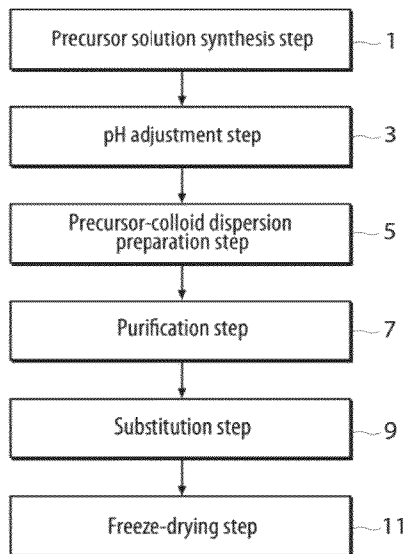 Precursor solution synthesis step 1
pH adjustment step 3
Precursor-colloid dispersion
preparation step 5
Purification step 7
Substitution step 9
Freeze-drying step 11